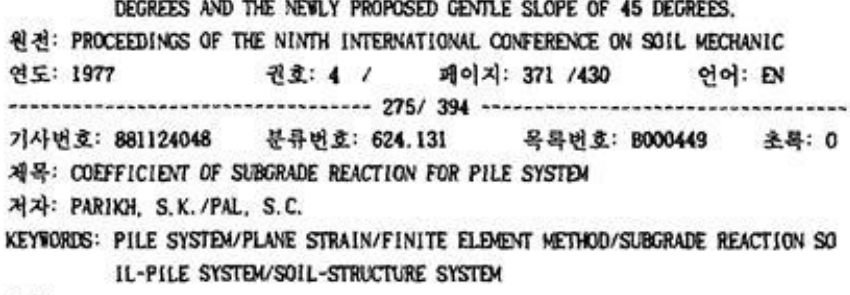 DEGREES AND THE NEWLY PROPOSED GENTLE SLOPE OF 45 DEGREES.
원전: PROCEEDINGS OF THE NINTH INTERNATIONAL CONFERENCE ON SOIL MECHANIC
연도: 1977 권호: 4 / 페이지: 371 /430 언어: EN
------------------------------------ 275/ 394 ------------------------------------
기사번호: 881124048 분류번호: 624.131 목록번호: B000449 초록: 0
제목: COEFFICIENT OF SUBGRADE REACTION FOR PILE SYSTEM
저자: PARIKH, S.K./PAL, S.C.
KEYWORDS: PILE SYSTEM/PLANE STRAIN/FINITE ELEMENT METHOD/SUBGRADE REACTION SO
IL-PILE SYSTEM/SOIL-STRUCTURE SYSTEM